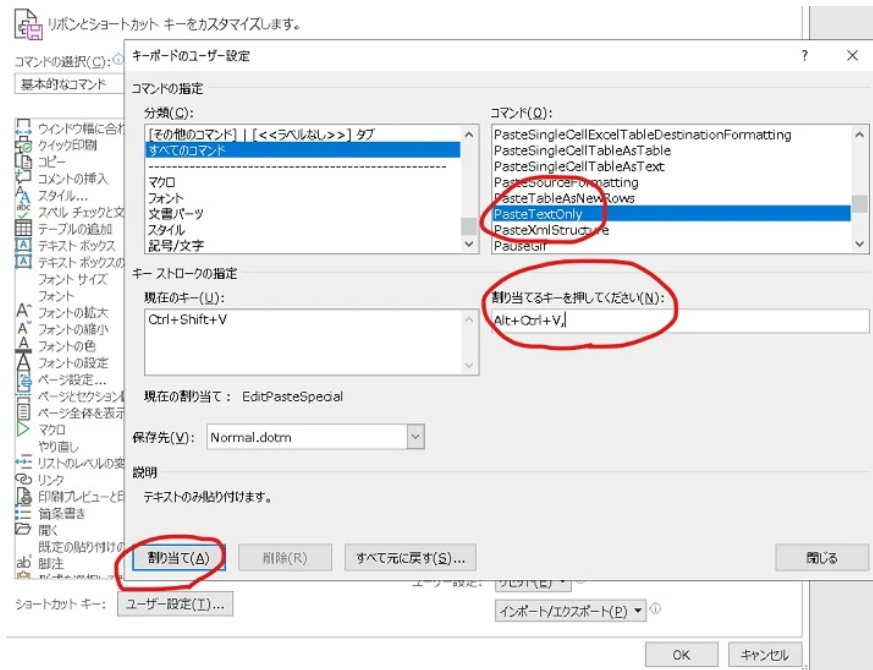 リボンとショートカット キーをカスタマイズします。
コマンドの選択(C):
基本的なコマンド
ウィンドウ幅に合わ
クイック印刷
コピー
コメントの挿入
スタイル...
スペル チェックと文
テーブルの追加
テキスト ボックス
テキスト ボックスの
フォント サイズ
フォント
フォントの拡大
フォントの縮小
フォントの色
フォントの設定
ページ設定...
ページとセクション
ページ全体を表示
マクロ
やり直し
リストのレベルの変
リンク
印刷プレビューと
箇条書き
開く
既定の貼り付けの
脚注
ショートカット キー:
ユーザー設定(T)...
キーボードのユーザー設定
?
コマンドの指定
分類(C):
[その他のコマンド] | [<<ラベルなし>>] タブ
すべてのコマンド
マクロ
フォント
文書パーツ
スタイル
記号/文字
コマンド(O):
PasteSingleCellExcelTableDestinationFormatting
PasteSingleCellTableAsTable
PasteSingleCellTableAsText
PasteSourceFormatting
PasteTableAsNewRows
PasteTextOnly
PasteXmlStructure
PauseGif
キー ストロークの指定
現在のキー(U):
Ctrl+Shift+V
割り当てるキーを押してください(N):
Alt+Ctrl+V,
現在の割り当て: EditPasteSpecial
保存先(V): Normal.dotm
説明
テキストのみ貼り付けます。
割り当て(A)
削除(R)
すべて元に戻す(S)...
閉じる
ユーザー設定: リセット(E)
インポート/エクスポート(P)
OK
キャンセル